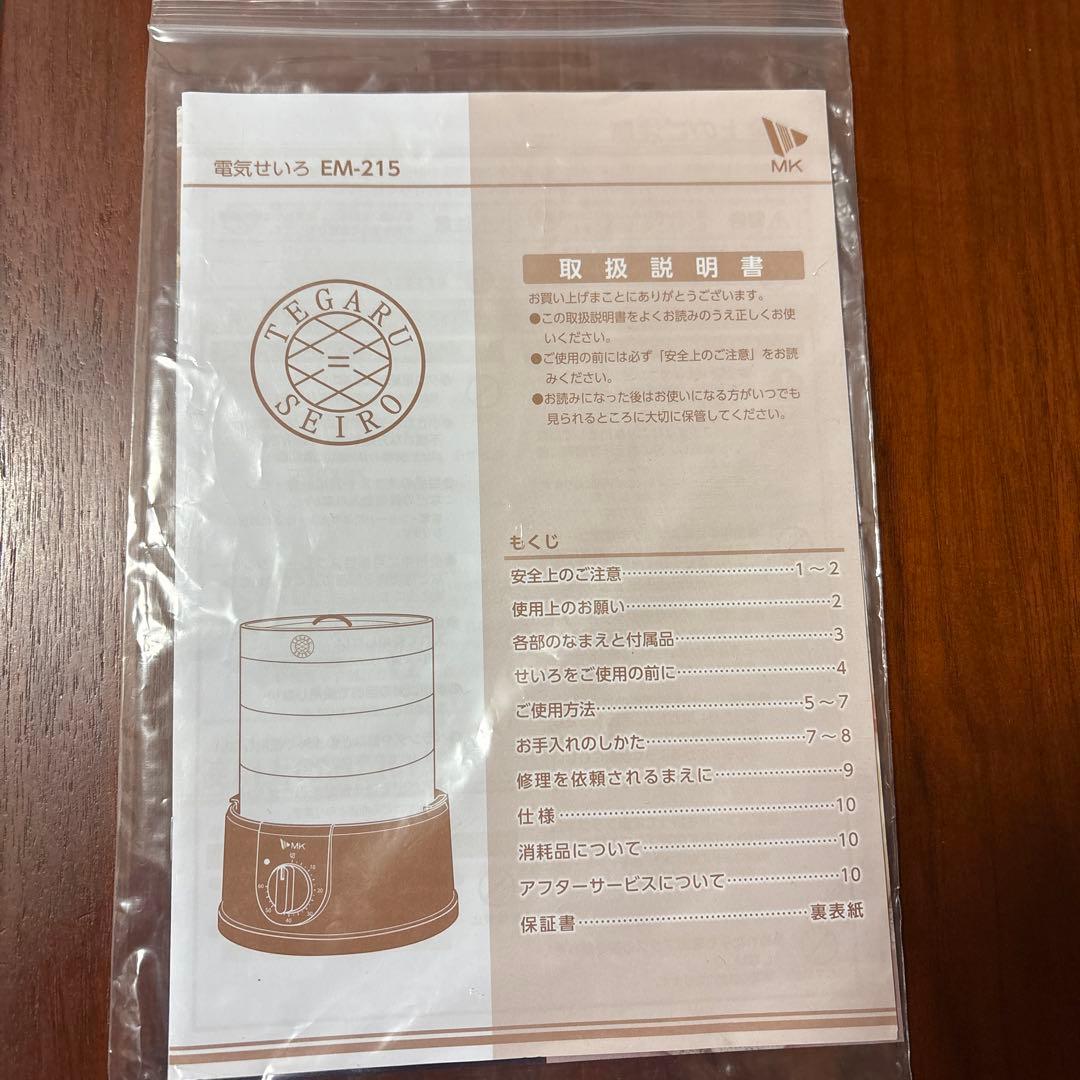 電気せいろ EM-215
MK
TEGARU
SEIRO
取扱説明書
お買い上げまことにありがとうございます。
●この取扱説明書をよくお読みのうえ正しくお使
いください。
●ご使用の前には必ず「安全上のご注意」をお読
みください。
●お読みになった後はお使いになる方がいつでも
見られるところに大切に保管してください。
もくじ
安全上のご注意…………………………1～2
使用上のお願い……………………………2
各部のなまえと付属品……………………3
せいろをご使用の前に……………………4
ご使用方法………………………………5～7
お手入れのしかた………………………7～8
修理を依頼されるまえに…………………9
仕様………………………………………10
消耗品について…………………………10
アフターサービスについて………………10
保証書…………………………………裏表紙
MK
切
10
20
30
40
50
60